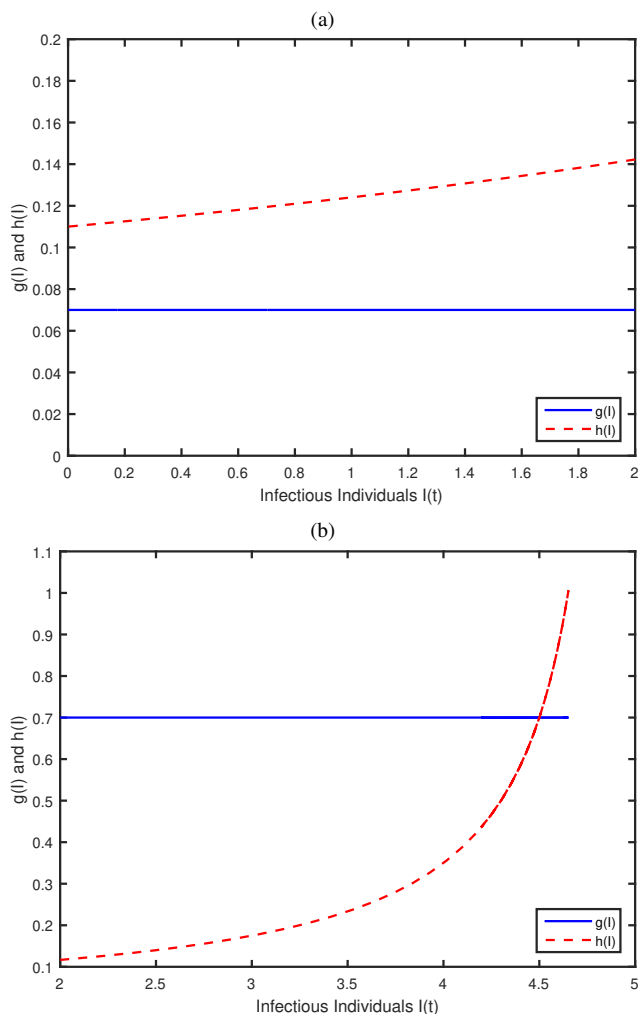 (a)
0.2
0.18
0.16
0.14
0.12
0.1
0.08
0.06
0.04
0.02
0
g(I) and h(I)
g(I)
h(I)
0 0.2 0.4 0.6 0.8 1 1.2 1.4 1.6 1.8 2
Infectious Individuals I(t)
(b)
1.1
1
0.9
0.8
0.7
0.6
0.5
0.4
0.3
0.2
0.1
g(I) and h(I)
g(I)
h(I)
2 2.5 3 3.5 4 4.5 5
Infectious Individuals I(t)